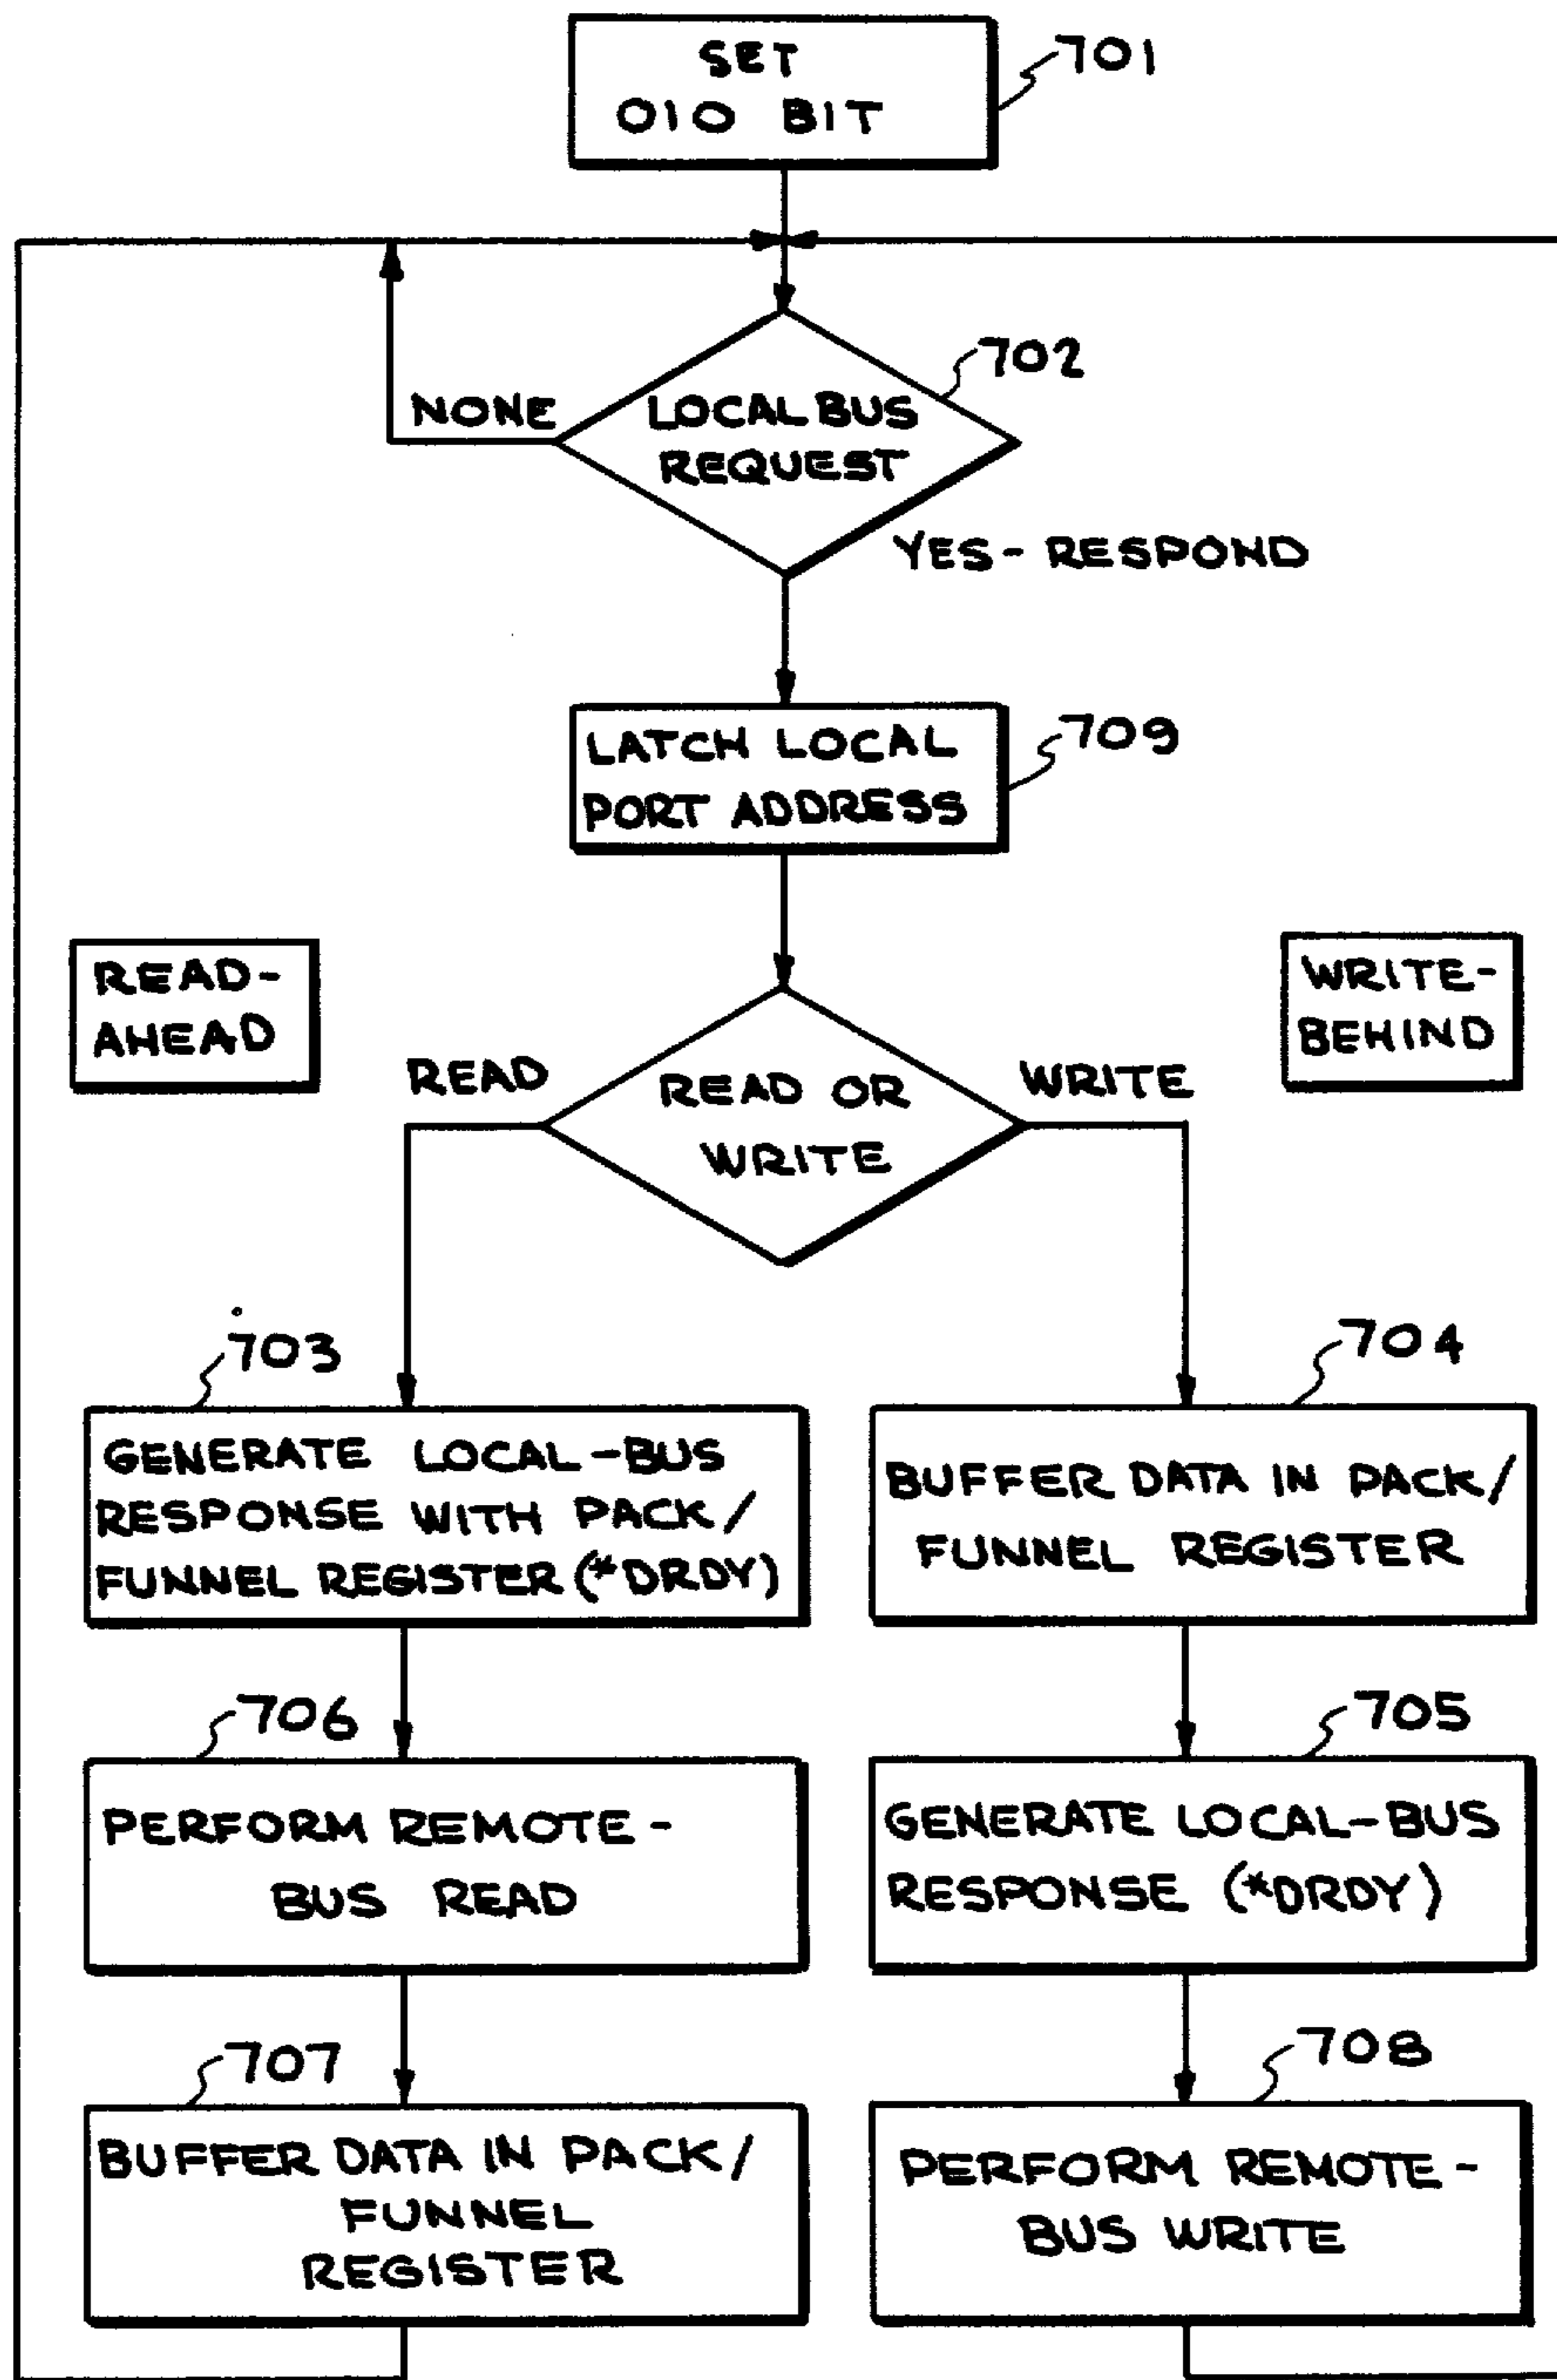 SET
010 BIT
701
702
NONE
LOCAL BUS
REQUEST
YES - RESPOND
LATCH LOCAL
PORT ADDRESS
709
READ-
AHEAD
WRITE-
BEHIND
READ
READ OR
WRITE
WRITE
703
GENERATE LOCAL-BUS
RESPONSE WITH PACK/
FUNNEL REGISTER (*DRDY)
704
BUFFER DATA IN PACK/
FUNNEL REGISTER
706
PERFORM REMOTE-
BUS READ
705
GENERATE LOCAL-BUS
RESPONSE (*DRDY)
707
BUFFER DATA IN PACK/
FUNNEL
REGISTER
708
PERFORM REMOTE-
BUS WRITE